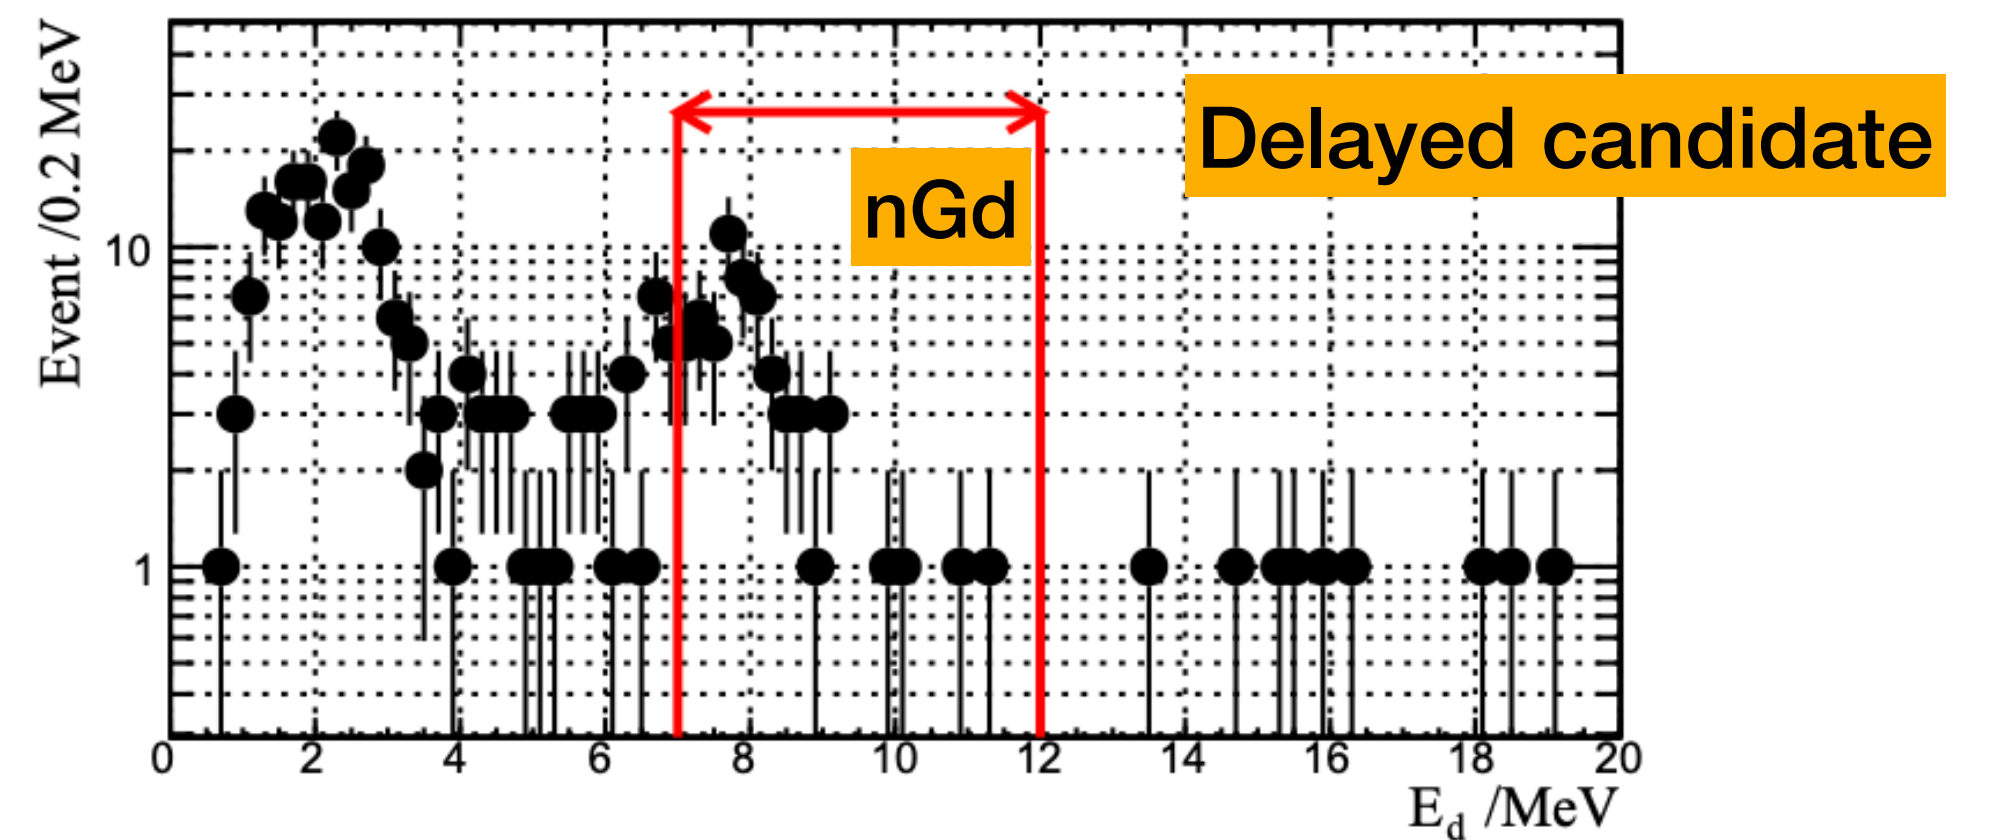 Event /0.2 MeV
10
1
nGd
Delayed candidate
0 2 4 6 8 10 12 14 16 18 20
E_d /MeV